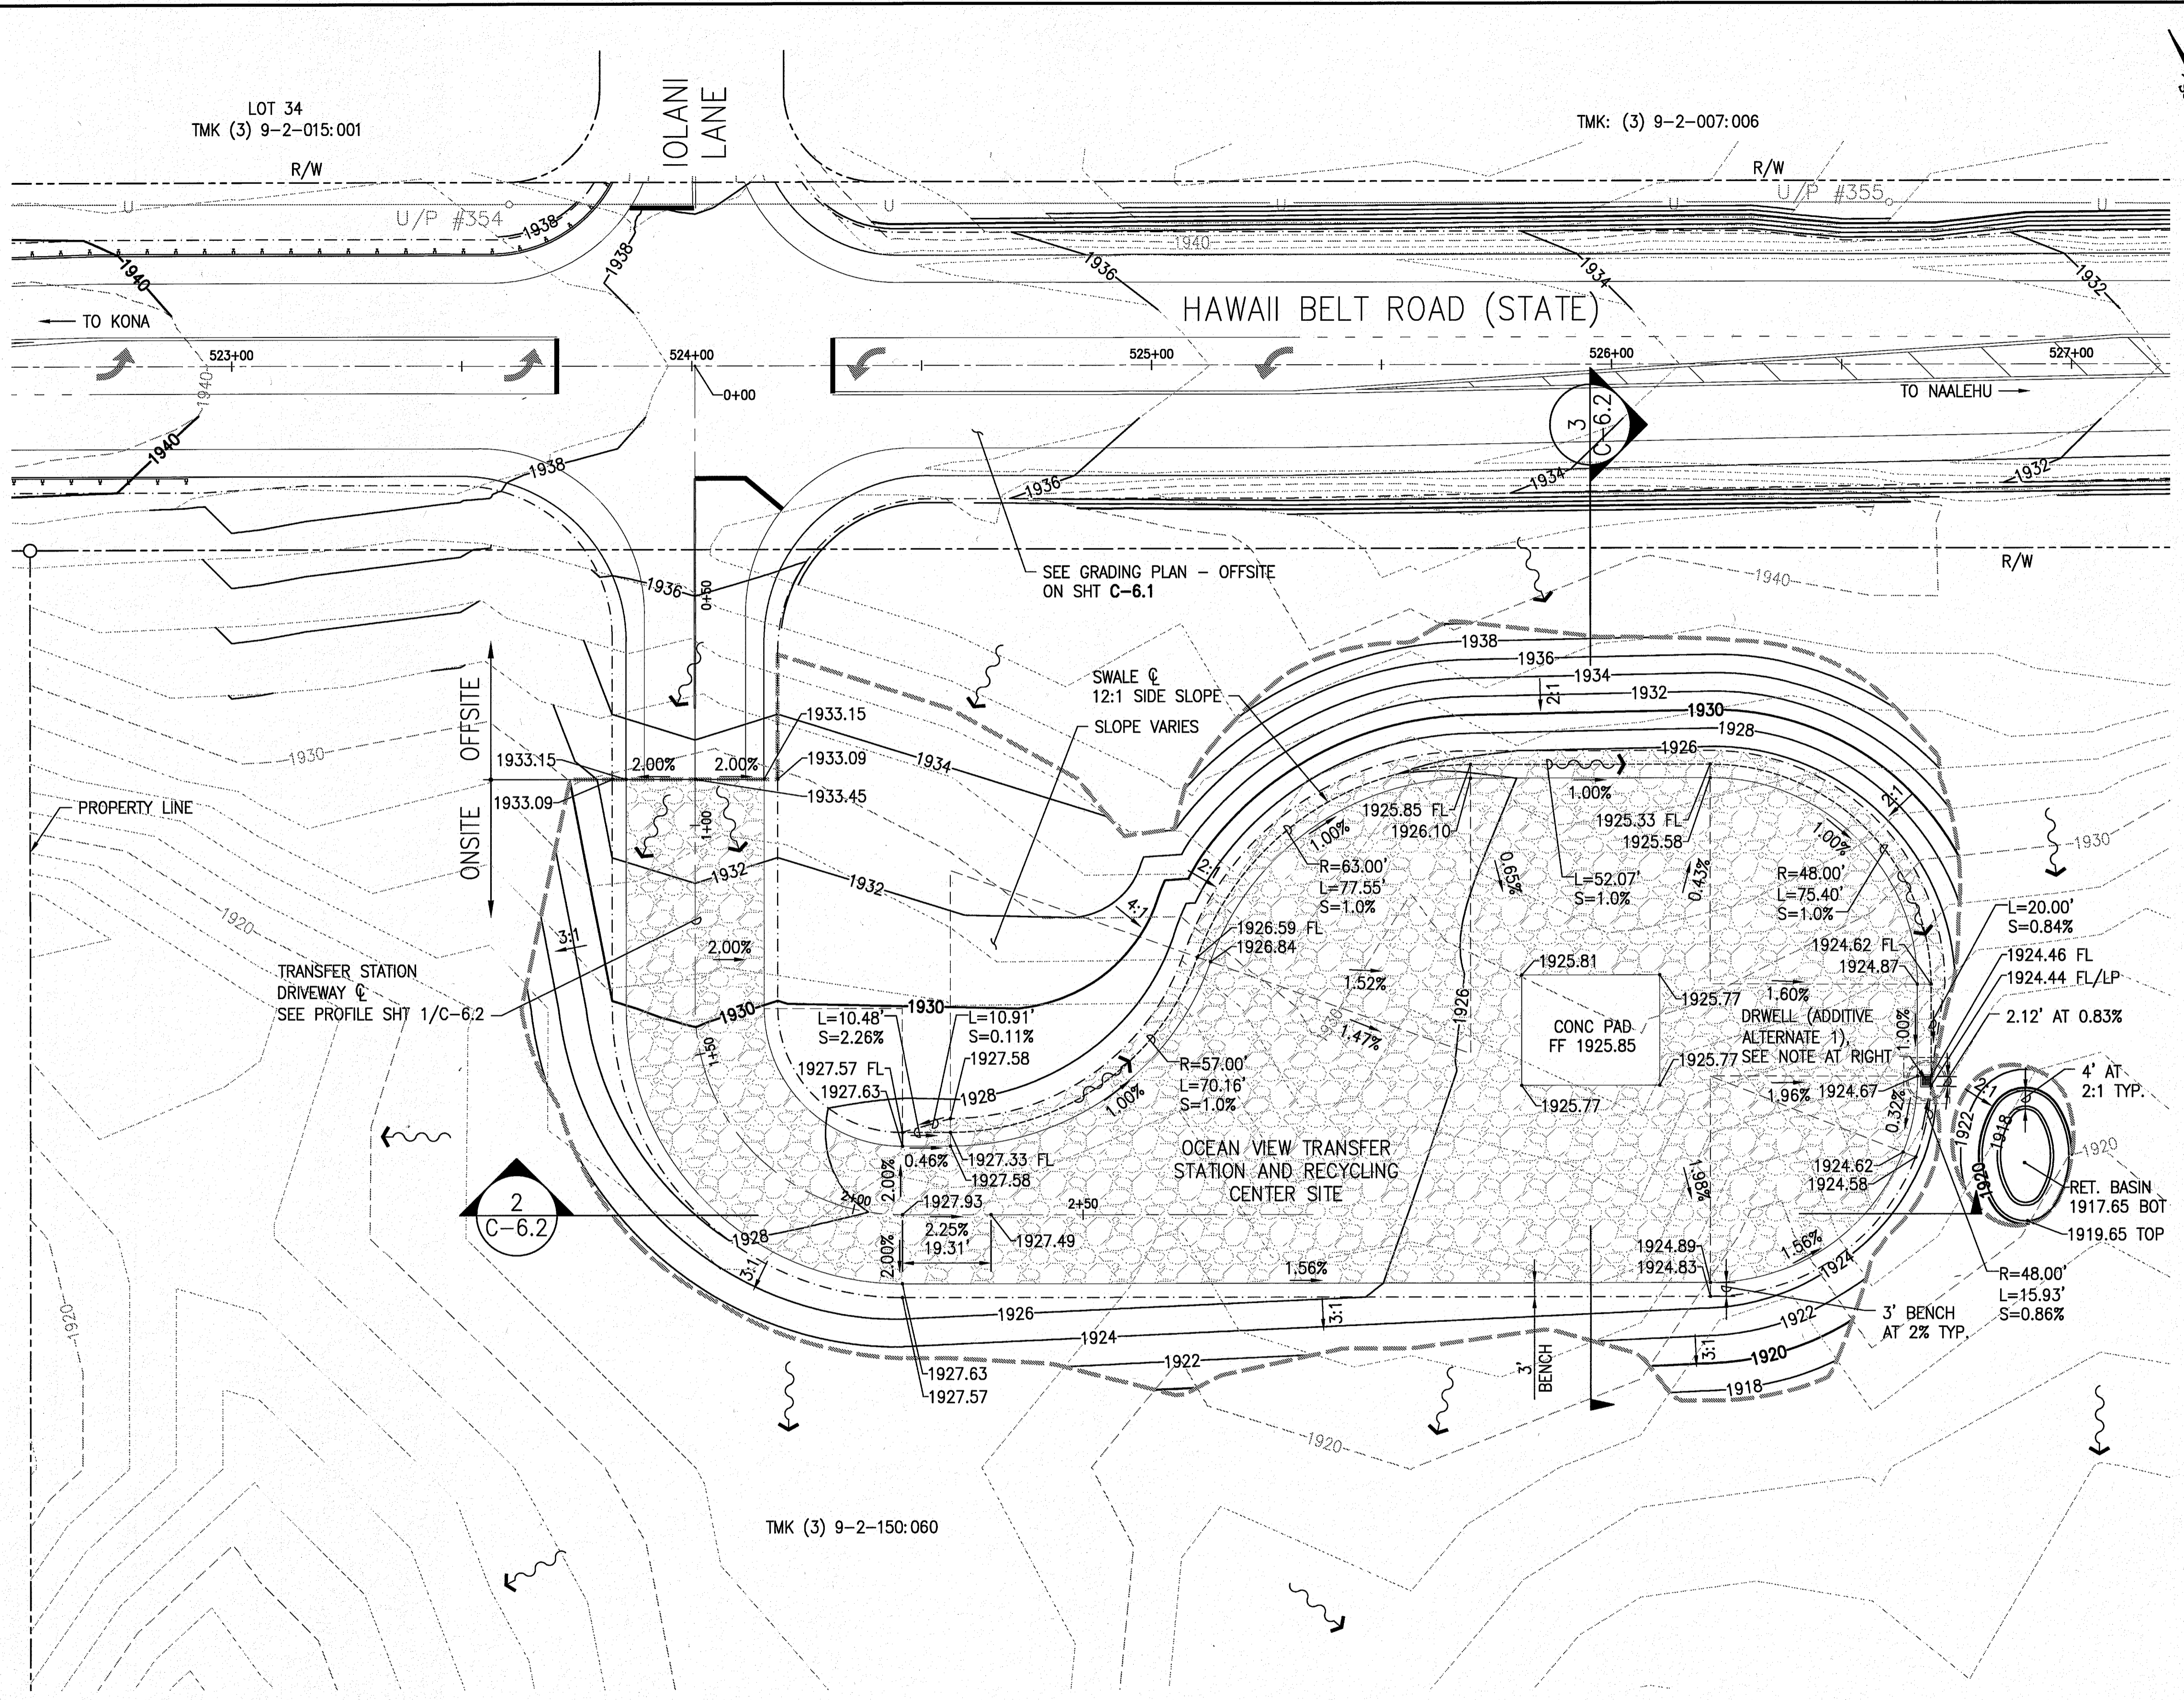 LOT 34
TMK (3) 9-2-015:001
IOLANI
LANE
TMK: (3) 9-2-007:006
R/W
R/W
U
U/P #354
U
U
U
U/P #355
U
1938
1938
1940
1940
1936
1934
1932
HAWAII BELT ROAD (STATE)
TO KONA
523+00
524+00
525+00
526+00
527+00
1940
0+00
TO NAALEHU
3
C-6.2
1940
1938
1936
1934
1932
R/W
SEE GRADING PLAN - OFFSITE
ON SHT C-6.1
1940
1936
0+50
OFFSITE
ONSITE
1938
1936
1934
1932
1930
1928
1926
2:1
SWALE ℄
12:1 SIDE SLOPE
SLOPE VARIES
1930
1933.15
2.00%
2.00%
1933.15
1933.09
1933.09
1933.45
1934
PROPERTY LINE
1+00
1932
1932
1925.85 FL
1926.10
1.00%
1925.33 FL
1925.58
2:1
1.00%
1.00%
R=63.00'
L=77.55'
S=1.0%
0.65%
L=52.07'
S=1.0%
0.43%
R=48.00'
L=75.40'
S=1.0%
1930
2:1
4:1
1920
3:1
2.00%
1926.59 FL
1926.84
L=20.00'
S=0.84%
1924.62 FL
1924.87
1924.46 FL
1924.44 FL/LP
TRANSFER STATION
DRIVEWAY ℄
SEE PROFILE SHT 1/C-6.2
1.52%
1925.81
1925.77
1.60%
1930
1930
1930
1926
1.47%
CONC PAD
FF 1925.85
DRWELL (ADDITIVE
ALTERNATE 1),
SEE NOTE AT RIGHT
1.00%
2.12' AT 0.83%
L=10.48'
S=2.26%
L=10.91'
S=0.11%
1927.58
1+50
1927.57 FL
1927.63
1928
1.00%
R=57.00'
L=70.16'
S=1.0%
1925.77
1925.77
1.96%
1924.67
0.32%
2:1
4' AT
2:1 TYP.
1922
1918
1920
1920
0.46%
1927.33 FL
1927.58
2.00%
OCEAN VIEW TRANSFER
STATION AND RECYCLING
CENTER SITE
1.98%
1924.62
1924.58
RET. BASIN
1917.65 BOT
1919.65 TOP
2
C-6.2
2+00
1927.93
2+50
1928
2.25%
19.31'
1927.49
2.00%
3:1
1.56%
1924.89
1924.83
1.56%
1924
R=48.00'
L=15.93'
S=0.86%
1920
1926
3:1
1924
1922
3' BENCH
AT 2% TYP.
1922
3:1
1920
1918
3'
BENCH
1927.63
1927.57
1920
TMK (3) 9-2-150:060